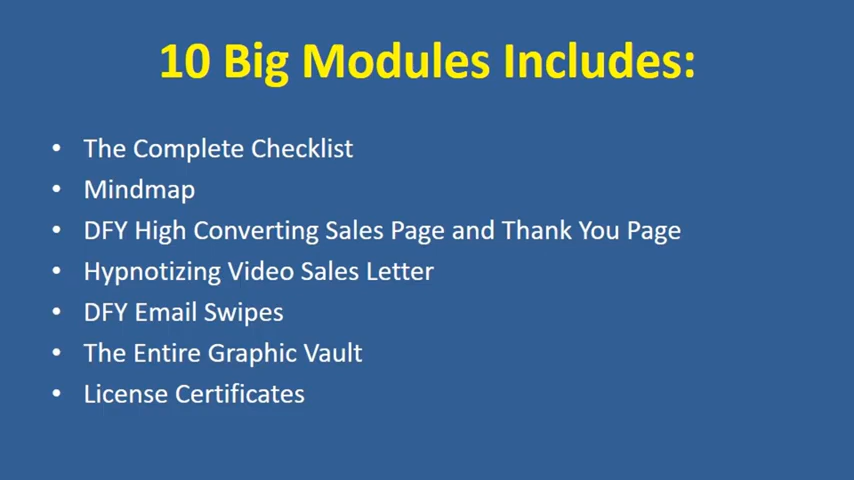 10 Big Modules Includes:
• The Complete Checklist
• Mindmap
• DFY High Converting Sales Page and Thank You Page
• Hypnotizing Video Sales Letter
• DFY Email Swipes
• The Entire Graphic Vault
• License Certificates